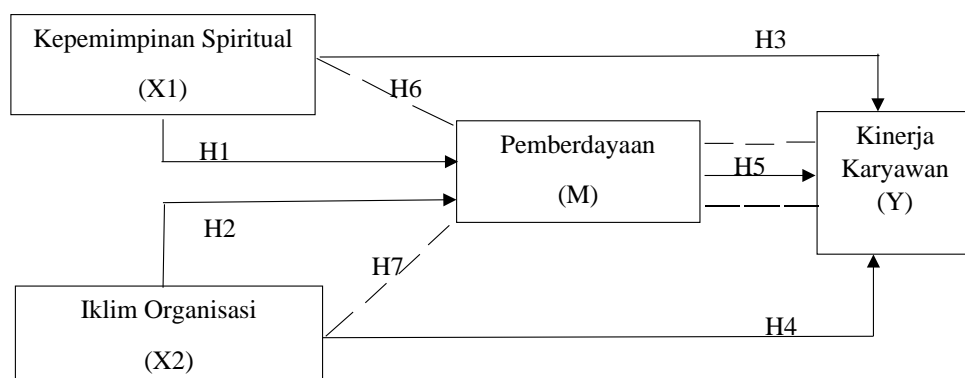 Kepemimpinan Spiritual
(X1)
H3
H6
H1
Pemberdayaan
(M)
H5
Kinerja
Karyawan
(Y)
H2
H7
Iklim Organisasi
(X2)
H4